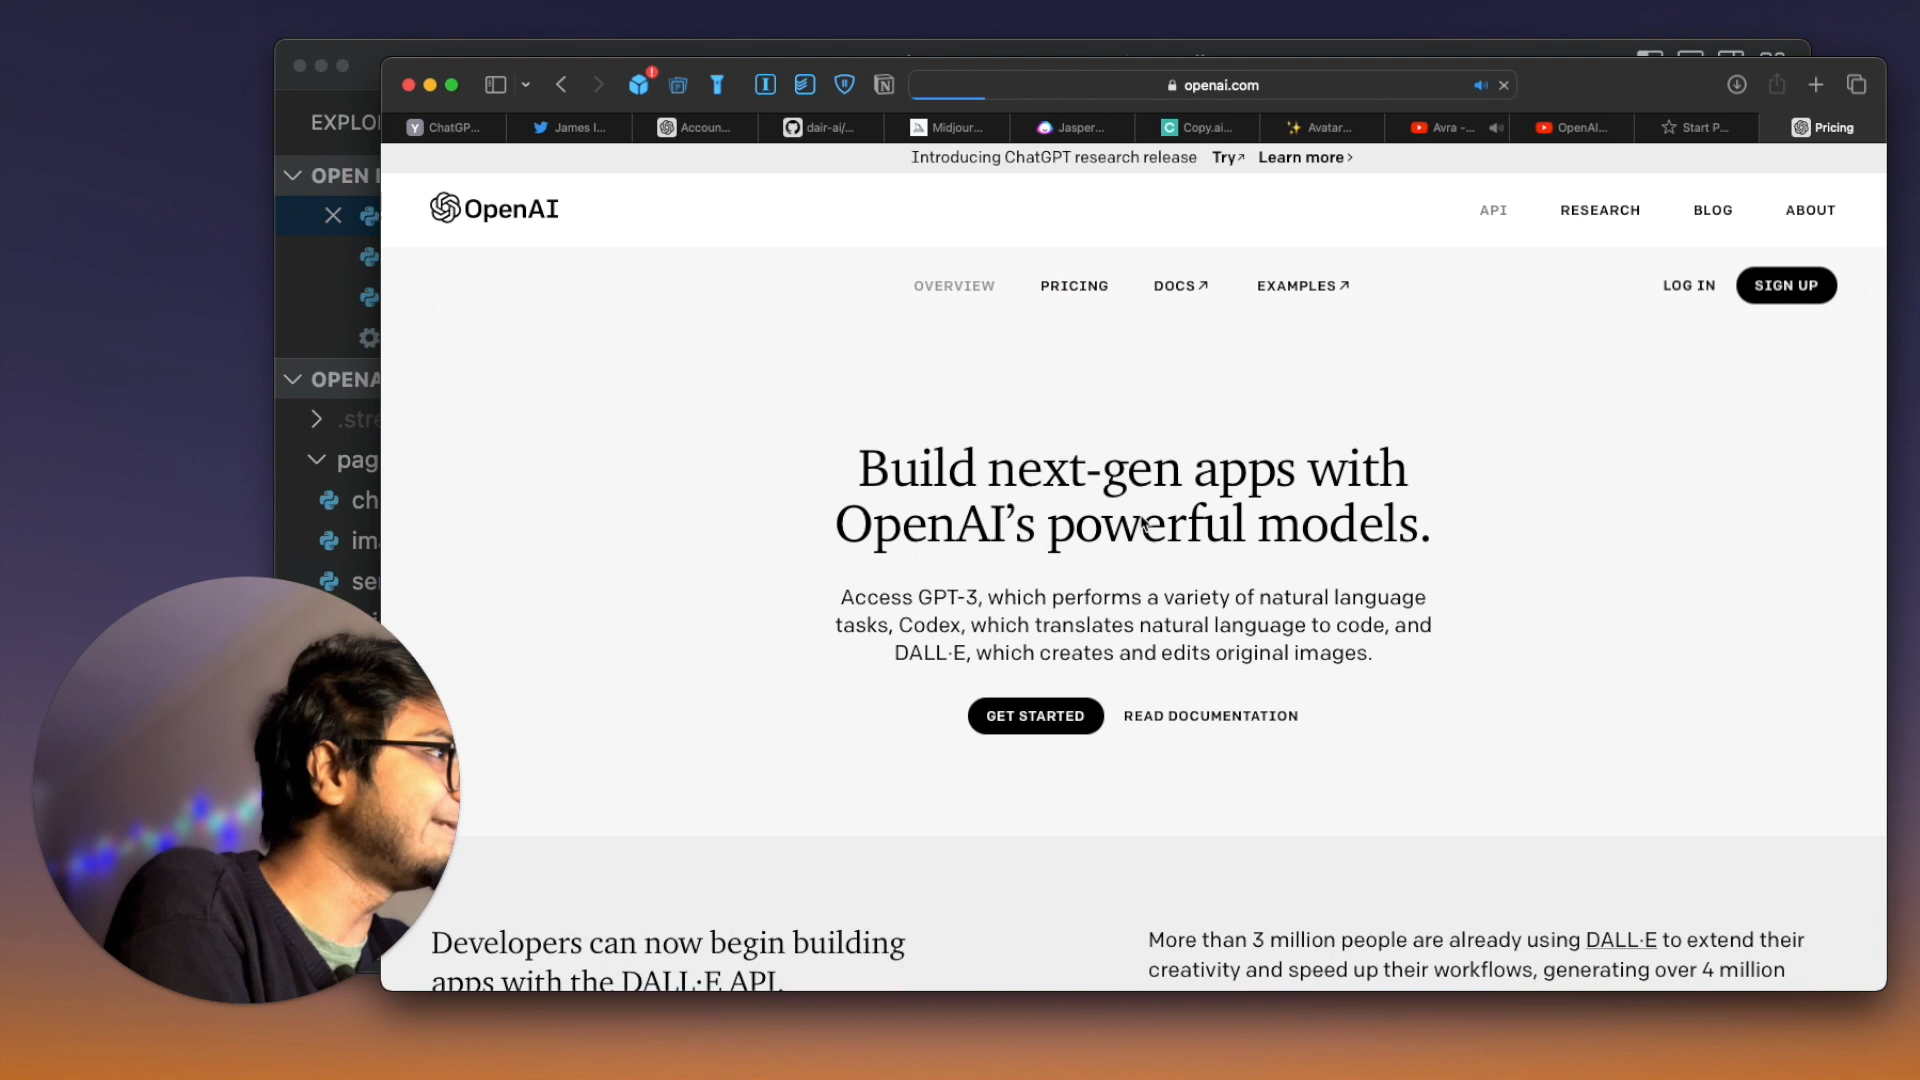 openai.com
ChatGP...
James I...
Accoun...
dair-ai/...
Midjour...
Jasper...
Copy.ai...
Avatar...
Avra -...
OpenAI...
Start P...
Pricing
EXPLO
Introducing ChatGPT research release Try↗ Learn more ›
OPEN
OpenAI
API RESEARCH BLOG ABOUT
OVERVIEW PRICING DOCS↗ EXAMPLES↗ LOG IN SIGN UP
OPENA
.stre
pag
ch
im
se
Build next-gen apps with
OpenAI’s powerful models.
Access GPT-3, which performs a variety of natural language
tasks, Codex, which translates natural language to code, and
DALL·E, which creates and edits original images.
GET STARTED READ DOCUMENTATION
Developers can now begin building
apps with the DALL·E API.
More than 3 million people are already using DALL·E to extend their
creativity and speed up their workflows, generating over 4 million